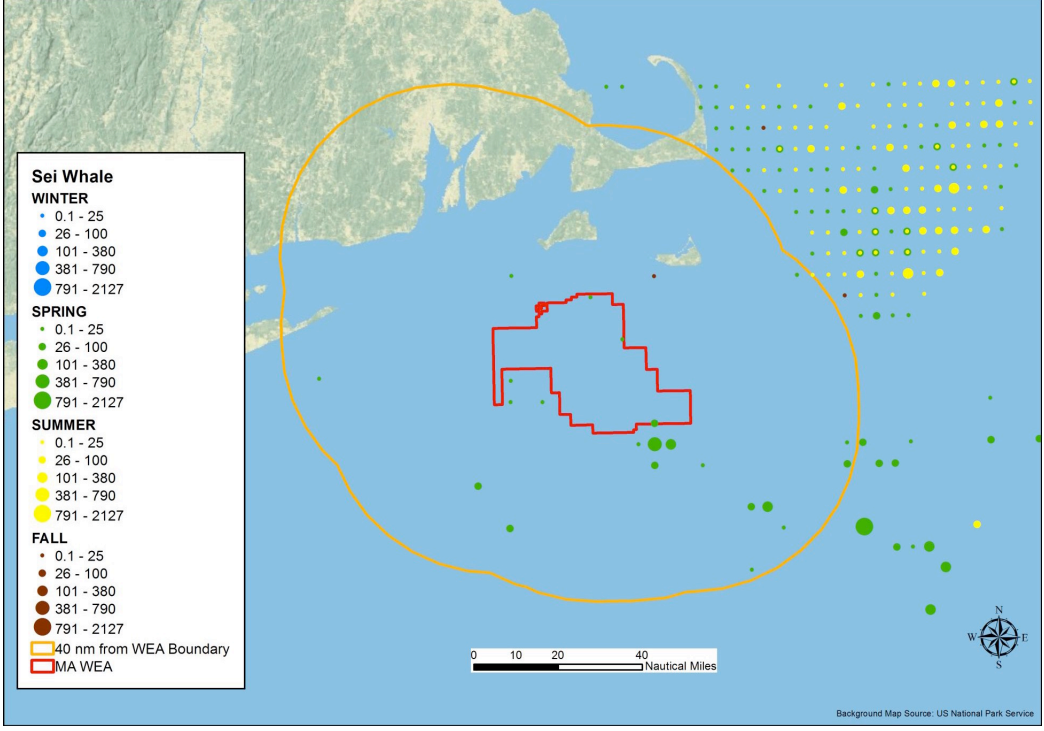 Sei Whale
WINTER
0.1 - 25
26 - 100
101 - 380
381 - 790
791 - 2127
SPRING
0.1 - 25
26 - 100
101 - 380
381 - 790
791 - 2127
SUMMER
0.1 - 25
26 - 100
101 - 380
381 - 790
791 - 2127
FALL
0.1 - 25
26 - 100
101 - 380
381 - 790
791 - 2127
40 nm from WEA Boundary
MA WEA
0 10 20 40
Nautical Miles
N
W E
S
Background Map Source: US National Park Service